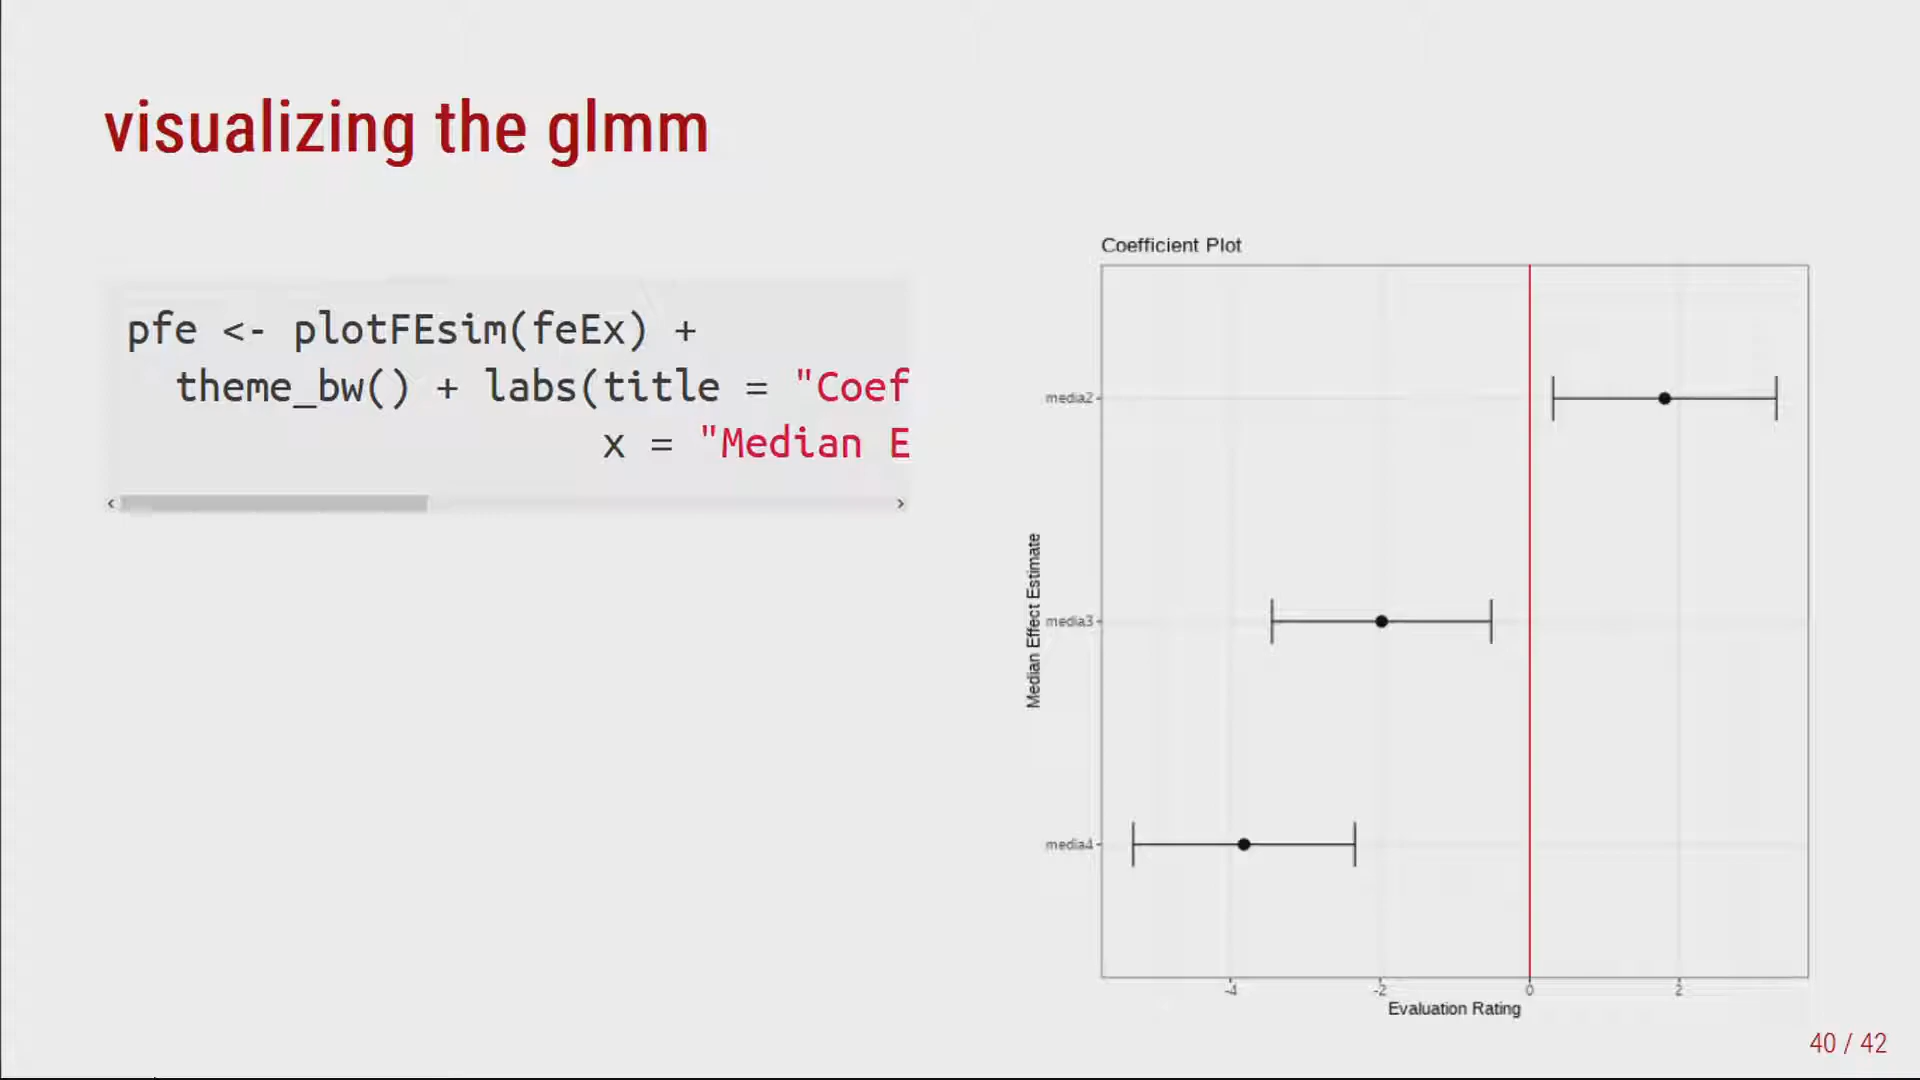 visualizing the glmm
pfe <- plotFEsim(feEx) +
  theme_bw() + labs(title = "Coef
                    x = "Median E
Coefficient Plot
Median Effect Estimate
media2
media3
media4
-4 -2 0 2
Evaluation Rating
40 / 42